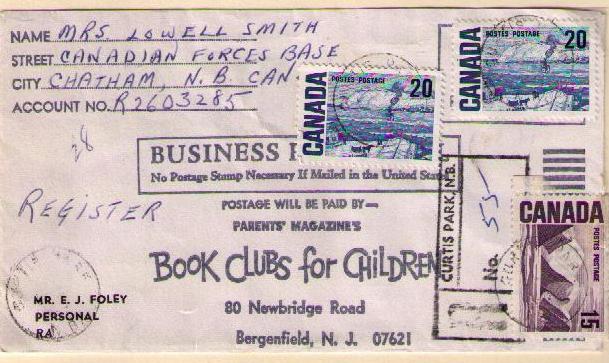 NAME MRS LOWELL SMITH
STREET CANADIAN FORCES BASE
CITY CHATHAM, N.B. CAN
ACCOUNT NO. R2603285
28
CANADA
POSTES-POSTAGE
20
CANADA
POSTES-POSTAGE
20
BUSINESS
No Postage Stamp Necessary If Mailed in the United Stat
REGISTER
POSTAGE WILL BE PAID BY—
PARENTS' MAGAZINE'S
BOOK CLUBS for CHILDREN
80 Newbridge Road
Bergenfield, N. J. 07621
MR. E. J. FOLEY
PERSONAL
RA
CURTIS PARK, N.B.
R
No. 55
CANADA
POSTES POSTAGE
15